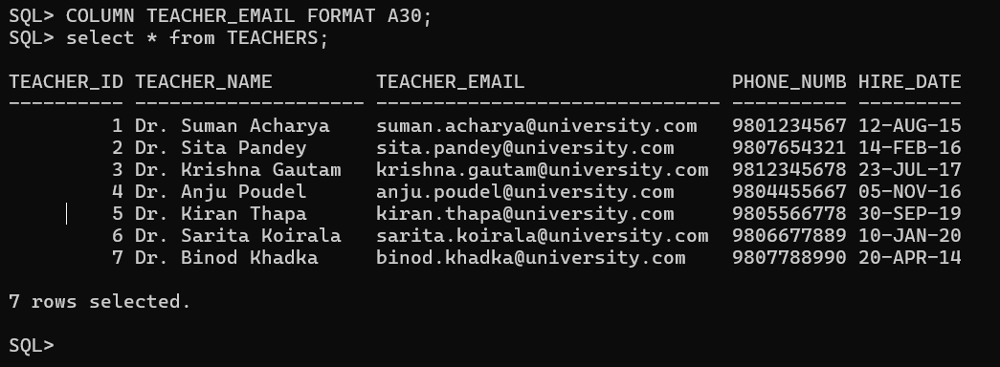 SQL> COLUMN TEACHER_EMAIL FORMAT A30;
SQL> select * from TEACHERS;
TEACHER_ID TEACHER_NAME         TEACHER_EMAIL                  PHONE_NUMB HIRE_DATE
---------- -------------------- ------------------------------ ---------- ---------
         1 Dr. Suman Acharya    suman.acharya@university.com   9801234567 12-AUG-15
         2 Dr. Sita Pandey      sita.pandey@university.com     9807654321 14-FEB-16
         3 Dr. Krishna Gautam   krishna.gautam@university.com  9812345678 23-JUL-17
         4 Dr. Anju Poudel      anju.poudel@university.com     9804455667 05-NOV-16
         5 Dr. Kiran Thapa      kiran.thapa@university.com     9805566778 30-SEP-19
         6 Dr. Sarita Koirala   sarita.koirala@university.com  9806677889 10-JAN-20
         7 Dr. Binod Khadka     binod.khadka@university.com    9807788990 20-APR-14
7 rows selected.
SQL>